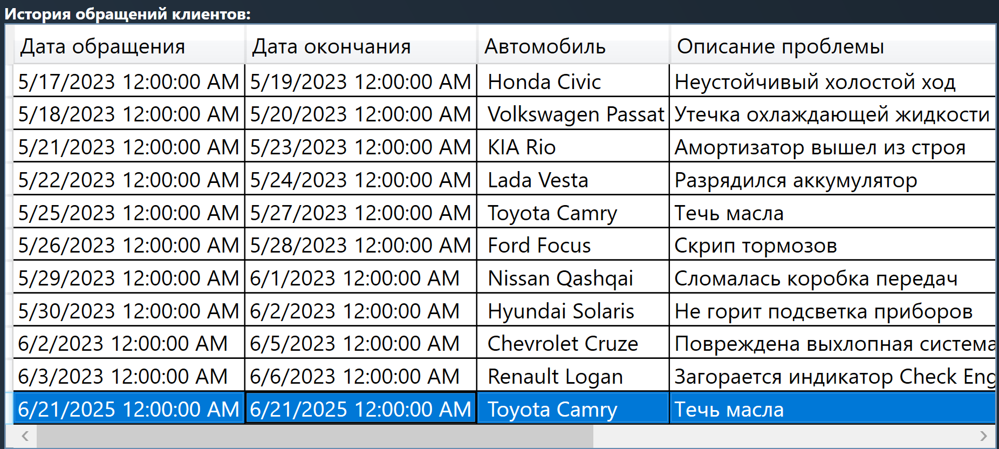 История обращений клиентов:
Дата обращения Дата окончания Автомобиль Описание проблемы
5/17/2023 12:00:00 AM 5/19/2023 12:00:00 AM Honda Civic Неустойчивый холостой ход
5/18/2023 12:00:00 AM 5/20/2023 12:00:00 AM Volkswagen Passat Утечка охлаждающей жидкости
5/21/2023 12:00:00 AM 5/23/2023 12:00:00 AM KIA Rio Амортизатор вышел из строя
5/22/2023 12:00:00 AM 5/24/2023 12:00:00 AM Lada Vesta Разрядился аккумулятор
5/25/2023 12:00:00 AM 5/27/2023 12:00:00 AM Toyota Camry Течь масла
5/26/2023 12:00:00 AM 5/28/2023 12:00:00 AM Ford Focus Скрип тормозов
5/29/2023 12:00:00 AM 6/1/2023 12:00:00 AM Nissan Qashqai Сломалась коробка передач
5/30/2023 12:00:00 AM 6/2/2023 12:00:00 AM Hyundai Solaris Не горит подсветка приборов
6/2/2023 12:00:00 AM 6/5/2023 12:00:00 AM Chevrolet Cruze Повреждена выхлопная система
6/3/2023 12:00:00 AM 6/6/2023 12:00:00 AM Renault Logan Загорается индикатор Check Eng
6/21/2025 12:00:00 AM 6/21/2025 12:00:00 AM Toyota Camry Течь масла